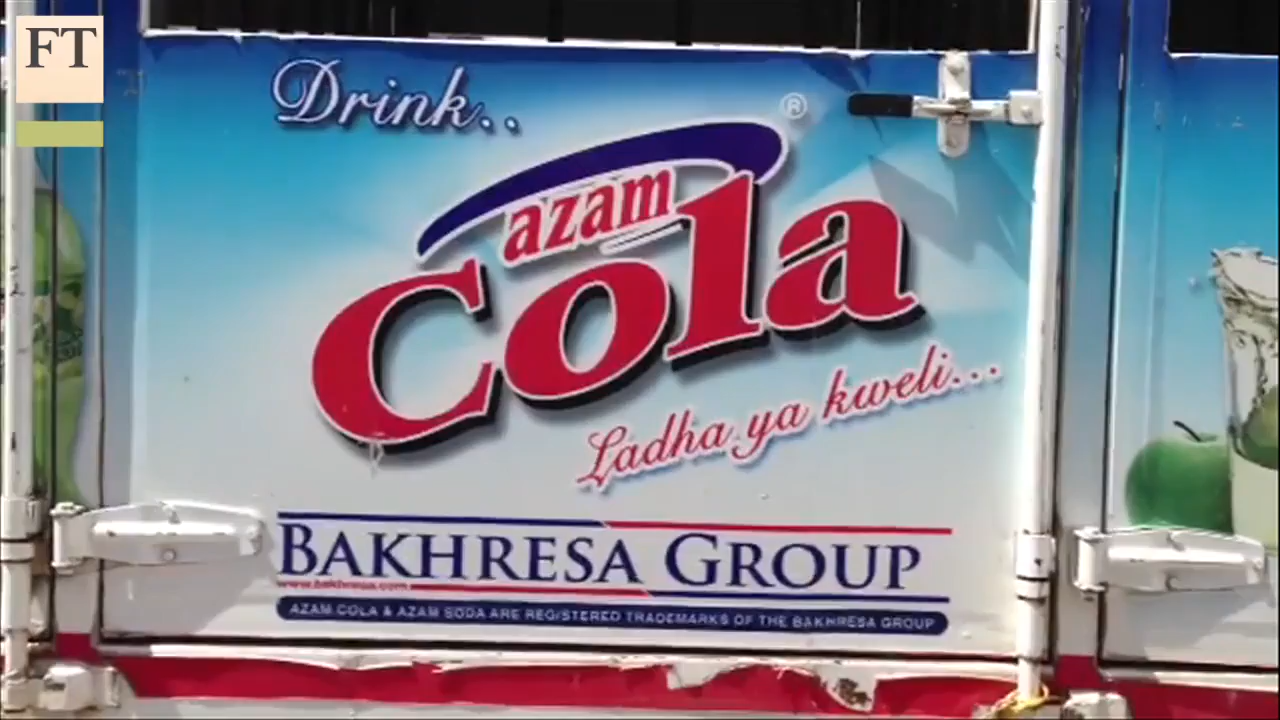 FT
Drink..
®
azam
Cola
Ladha ya kweli...
BAKHRESA GROUP
www.bakhresa.com
AZAM COLA & AZAM SODA ARE REGISTERED TRADEMARKS OF THE BAKHRESA GROUP